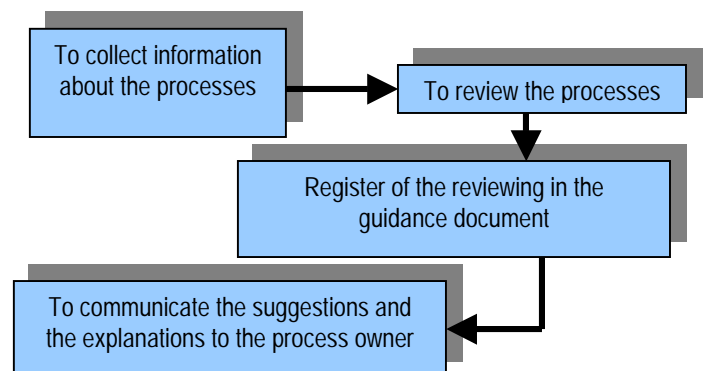 To collect information
about the processes
To review the processes
Register of the reviewing in the
guidance document
To communicate the suggestions and
the explanations to the process owner